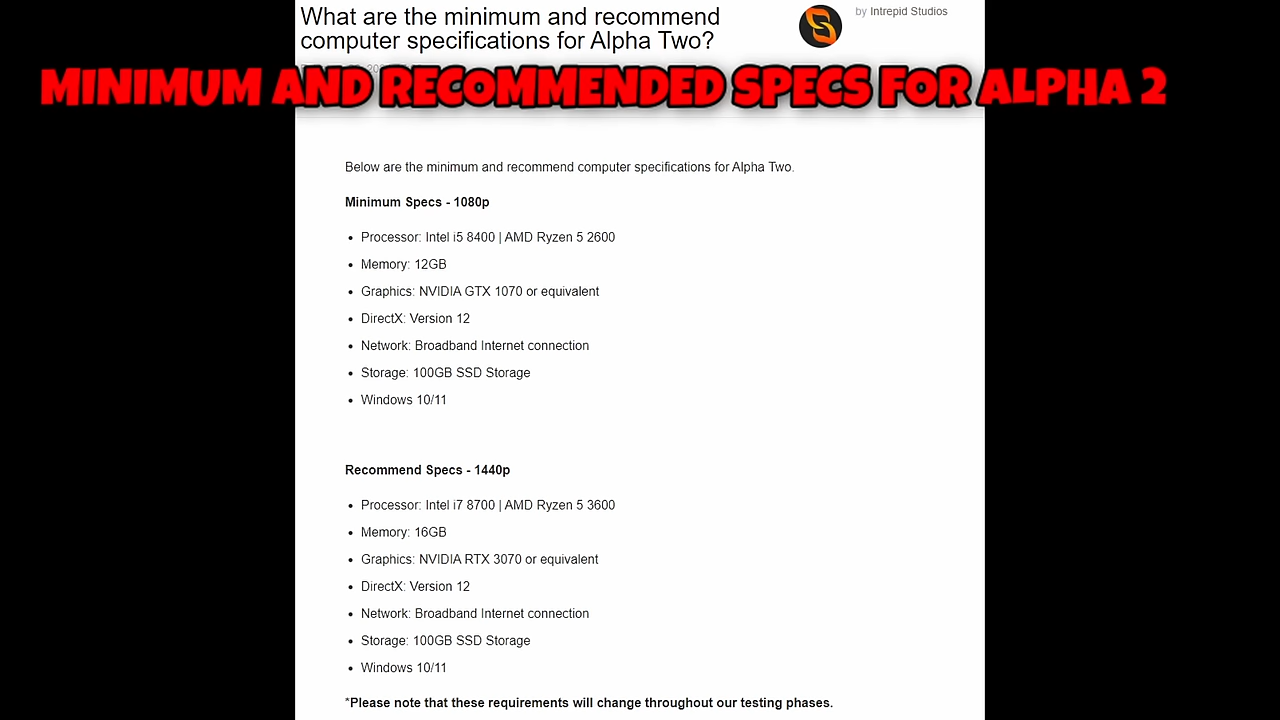 What are the minimum and recommend
computer specifications for Alpha Two?
by Intrepid Studios
MINIMUM AND RECOMMENDED SPECS FOR ALPHA 2
Below are the minimum and recommend computer specifications for Alpha Two.
Minimum Specs - 1080p
• Processor: Intel i5 8400 | AMD Ryzen 5 2600
• Memory: 12GB
• Graphics: NVIDIA GTX 1070 or equivalent
• DirectX: Version 12
• Network: Broadband Internet connection
• Storage: 100GB SSD Storage
• Windows 10/11
Recommend Specs - 1440p
• Processor: Intel i7 8700 | AMD Ryzen 5 3600
• Memory: 16GB
• Graphics: NVIDIA RTX 3070 or equivalent
• DirectX: Version 12
• Network: Broadband Internet connection
• Storage: 100GB SSD Storage
• Windows 10/11
*Please note that these requirements will change throughout our testing phases.